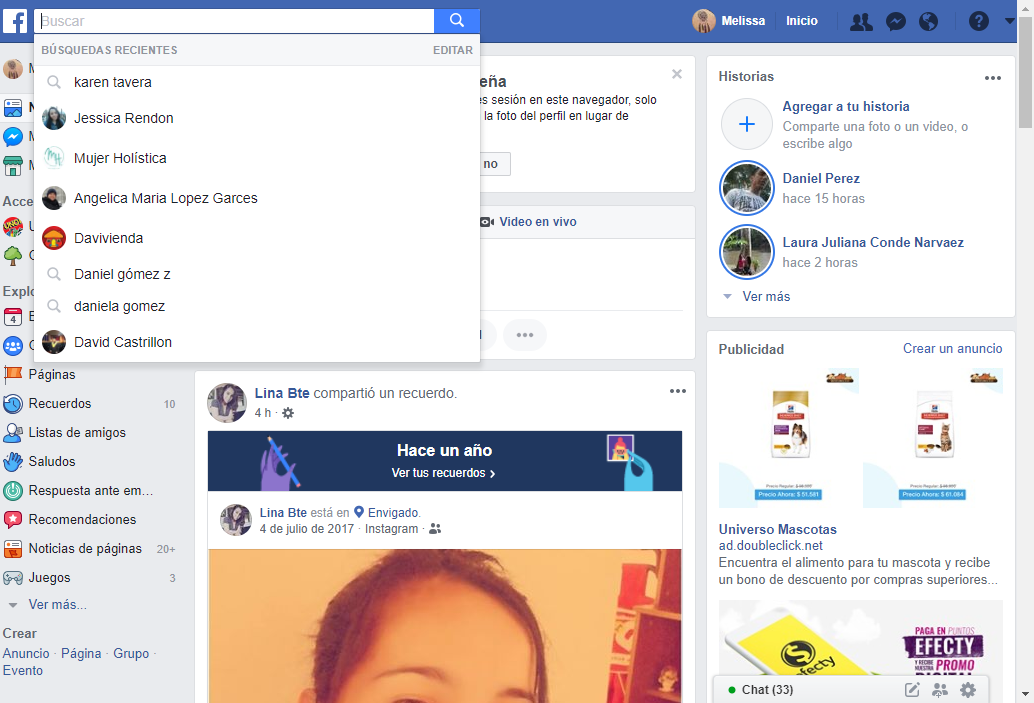 Buscar
Melissa
Inicio
BÚSQUEDAS RECIENTES
EDITAR
karen tavera
Jessica Rendon
Mujer Holística
Angelica Maria Lopez Garces
Davivienda
Daniel gómez z
daniela gomez
David Castrillon
Acce
Explo
Páginas
Recuerdos 10
Listas de amigos
Saludos
Respuesta ante em...
Recomendaciones
Noticias de páginas 20+
Juegos 3
Ver más...
Crear
Anuncio · Página · Grupo ·
Evento
eña
es sesión en este navegador, solo
la foto del perfil en lugar de
no
Video en vivo
Lina Bte compartió un recuerdo.
4 h ·
Hace un año
Ver tus recuerdos
Lina Bte está en Envigado.
4 de julio de 2017 · Instagram ·
Historias
Agregar a tu historia
Comparte una foto o un video, o
escribe algo
Daniel Perez
hace 15 horas
Laura Juliana Conde Narvaez
hace 2 horas
Ver más
Publicidad
Crear un anuncio
Precio Ahora: $ 51.581
Precio Ahora: $ 61.064
Universo Mascotas
ad.doubleclick.net
Encuentra el alimento para tu mascota y recibe
un bono de descuento por compras superiores...
PAGA EN PUNTOS
EFECTY
Y RECIBE NUESTRA PROMO
DIGITAL
efecty
Chat (33)